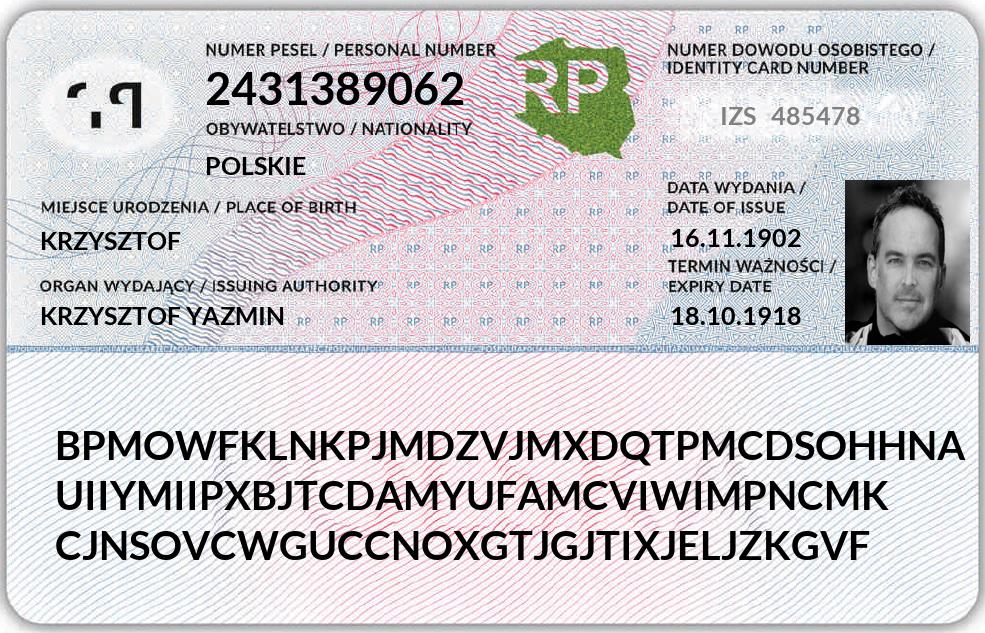 NUMER PESEL / PERSONAL NUMBER
2431389062
OBYWATELSTWO / NATIONALITY
POLSKIE
MIEJSCE URODZENIA / PLACE OF BIRTH
KRZYSZTOF
ORGAN WYDAJĄCY / ISSUING AUTHORITY
KRZYSZTOF YAZMIN
RP
NUMER DOWODU OSOBISTEGO /
IDENTITY CARD NUMBER
IZS 485478
DATA WYDANIA /
DATE OF ISSUE
16.11.1902
TERMIN WAŻNOŚCI /
EXPIRY DATE
18.10.1918
BPMOWFKLNKPJMDZVJMXDQTPMCDSOHHNA
UIIYMIIPXBJTCDAMYUFAMCVIWIMPNCMK
CJNSOVCWGUCCNOXGTJGJTIXJELJZKGVF